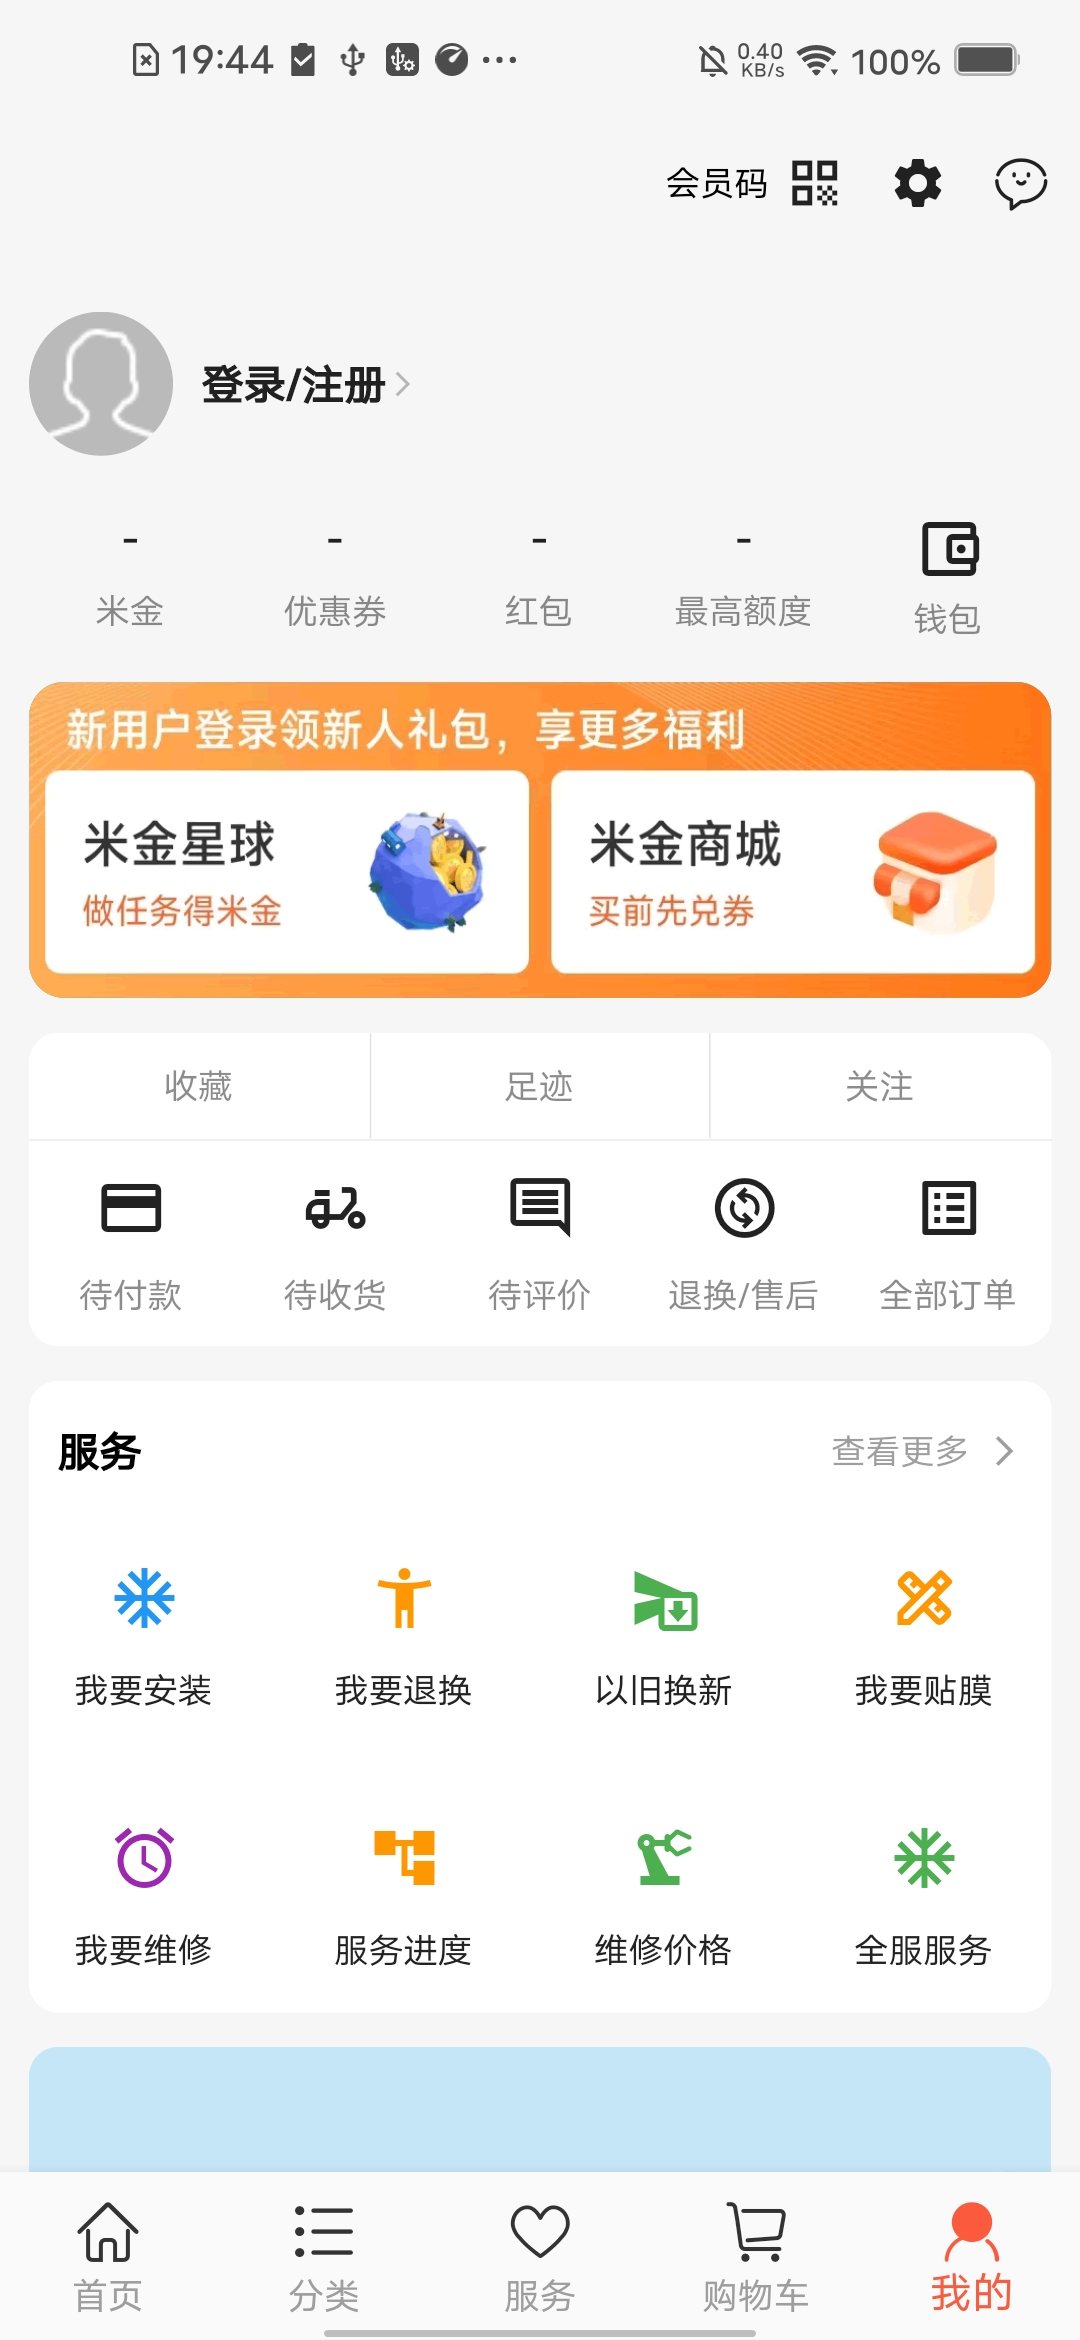 19:44
0.40
KB/s
100%
会员码
登录/注册
- - - -
米金 优惠券 红包 最高额度 钱包
新用户登录领新人礼包，享更多福利
米金星球 米金商城
做任务得米金 买前先兑券
收藏 足迹 关注
待付款 待收货 待评价 退换/售后 全部订单
服务 查看更多
我要安装 我要退换 以旧换新 我要贴膜
我要维修 服务进度 维修价格 全服服务
首页 分类 服务 购物车 我的